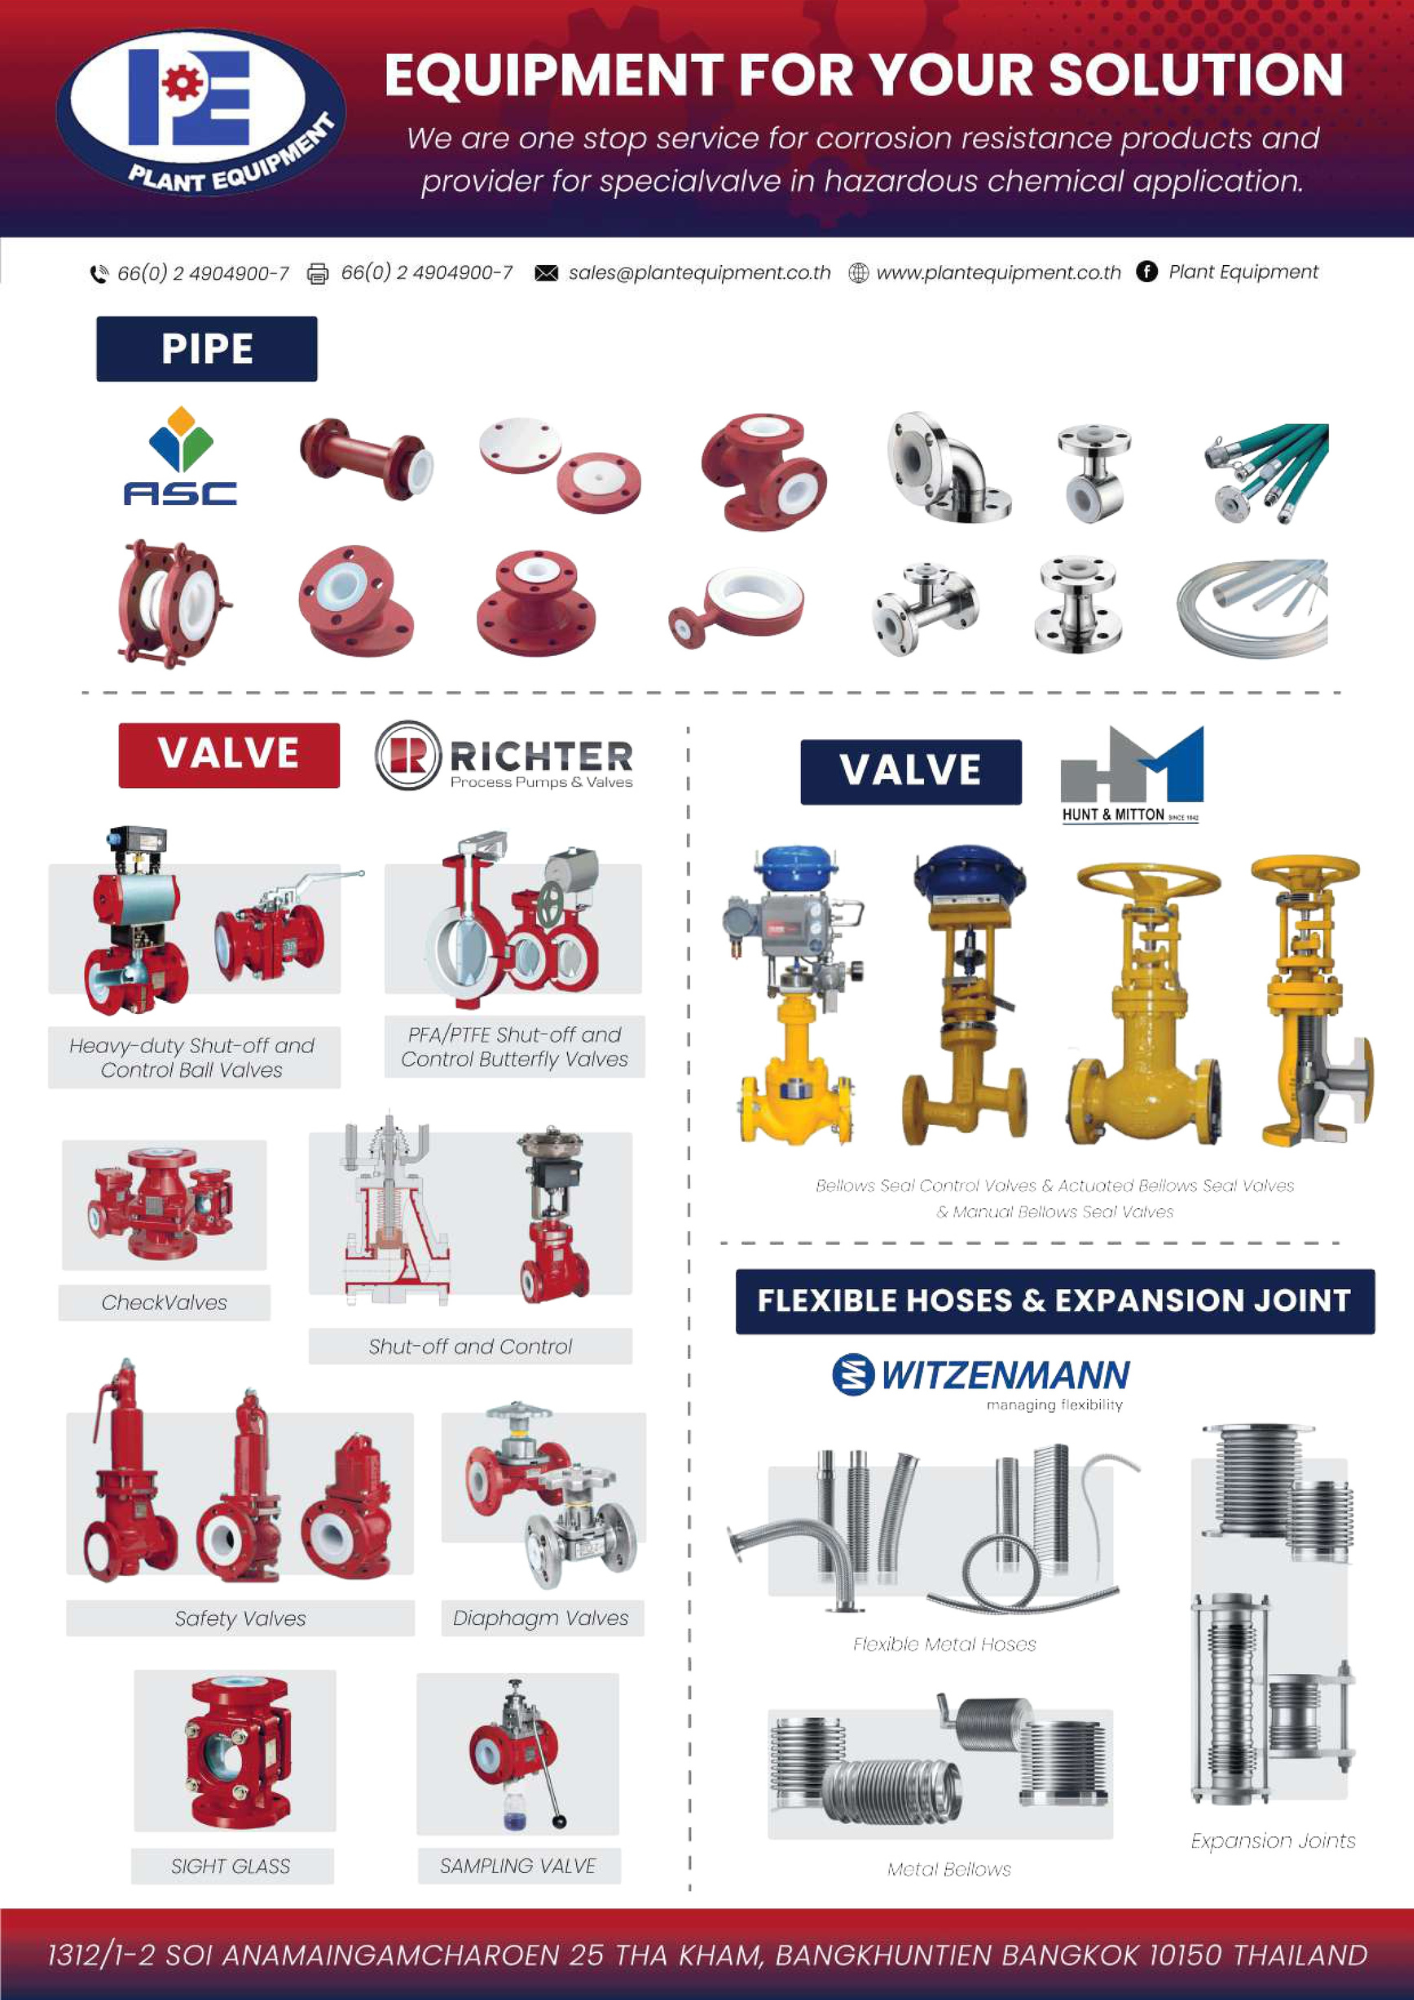 PE
PLANT EQUIPMENT
EQUIPMENT FOR YOUR SOLUTION
We are one stop service for corrosion resistance products and
provider for specialvalve in hazardous chemical application.
66(0) 2 4904900-7 66(0) 2 4904900-7 sales@plantequipment.co.th www.plantequipment.co.th Plant Equipment
PIPE
ASC
VALVE
RICHTER
Process Pumps & Valves
Heavy-duty Shut-off and
Control Ball Valves
PFA/PTFE Shut-off and
Control Butterfly Valves
CheckValves
Shut-off and Control
Safety Valves
Diaphagm Valves
SIGHT GLASS
SAMPLING VALVE
VALVE
HM
HUNT & MITTON SINCE 1942
Bellows Seal Control Valves & Actuated Bellows Seal Valves
& Manual Bellows Seal Valves
FLEXIBLE HOSES & EXPANSION JOINT
WITZENMANN
managing flexibility
Flexible Metal Hoses
Metal Bellows
Expansion Joints
1312/1-2 SOI ANAMAINGAMCHAROEN 25 THA KHAM, BANGKHUNTIEN BANGKOK 10150 THAILAND